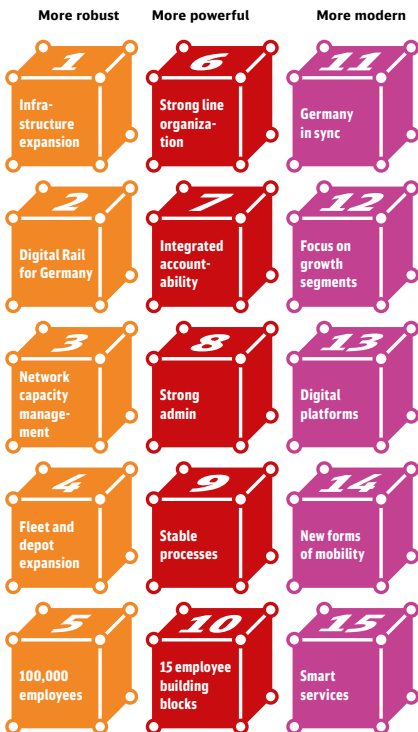 More robust
More powerful
More modern
1
Infra-
structure
expansion
6
Strong line
organiza-
tion
11
Germany
in sync
2
Digital Rail
for Germany
7
Integrated
account-
ability
12
Focus on
growth
segments
3
Network
capacity
manage-
ment
8
Strong
admin
13
Digital
platforms
4
Fleet and
depot
expansion
9
Stable
processes
14
New forms
of mobility
5
100,000
employees
10
15 employee
building
blocks
15
Smart
services